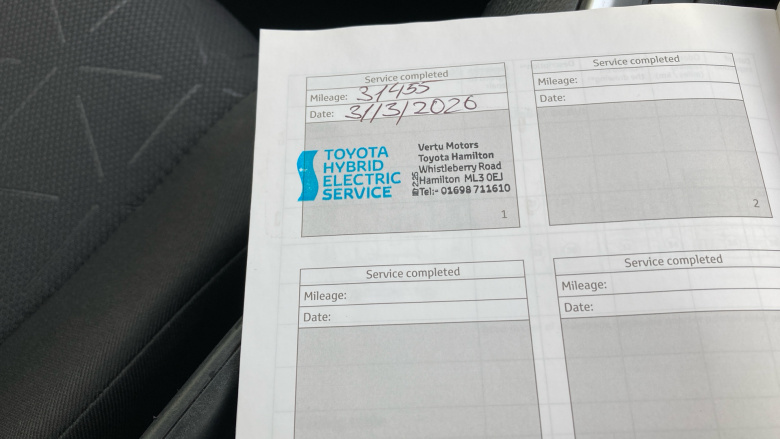 Service completed
Mileage: 31455
Date: 31/3/2026
TOYOTA
HYBRID
ELECTRIC
SERVICE
Vertu Motors
Toyota Hamilton
Whistleberry Road
Hamilton ML3 0EJ
Tel:- 01698 711610
1
Service completed
Mileage:
Date:
2
Service completed
Mileage:
Date:
Service completed
Mileage:
Date: